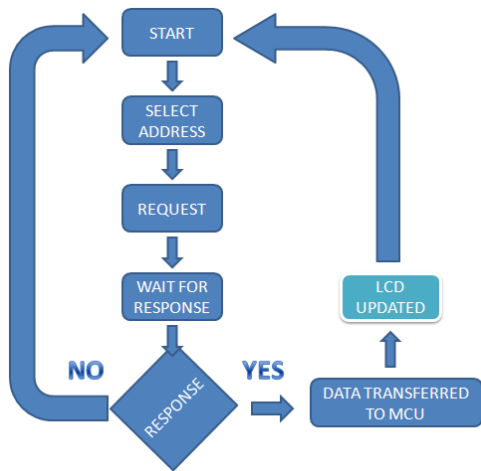 START
SELECT
ADDRESS
REQUEST
WAIT FOR
RESPONSE
RESPONSE
NO
YES
DATA TRANSFERRED
TO MCU
LCD
UPDATED